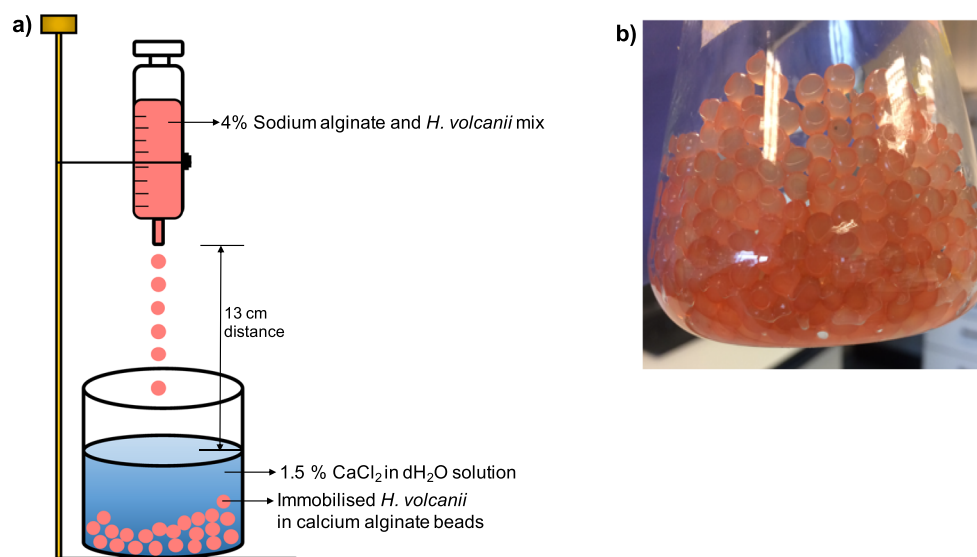 a)
4% Sodium alginate and H. volcanii mix
13 cm
distance
1.5 % CaCl₂ in dH₂O solution
Immobilised H. volcanii
in calcium alginate beads
b)